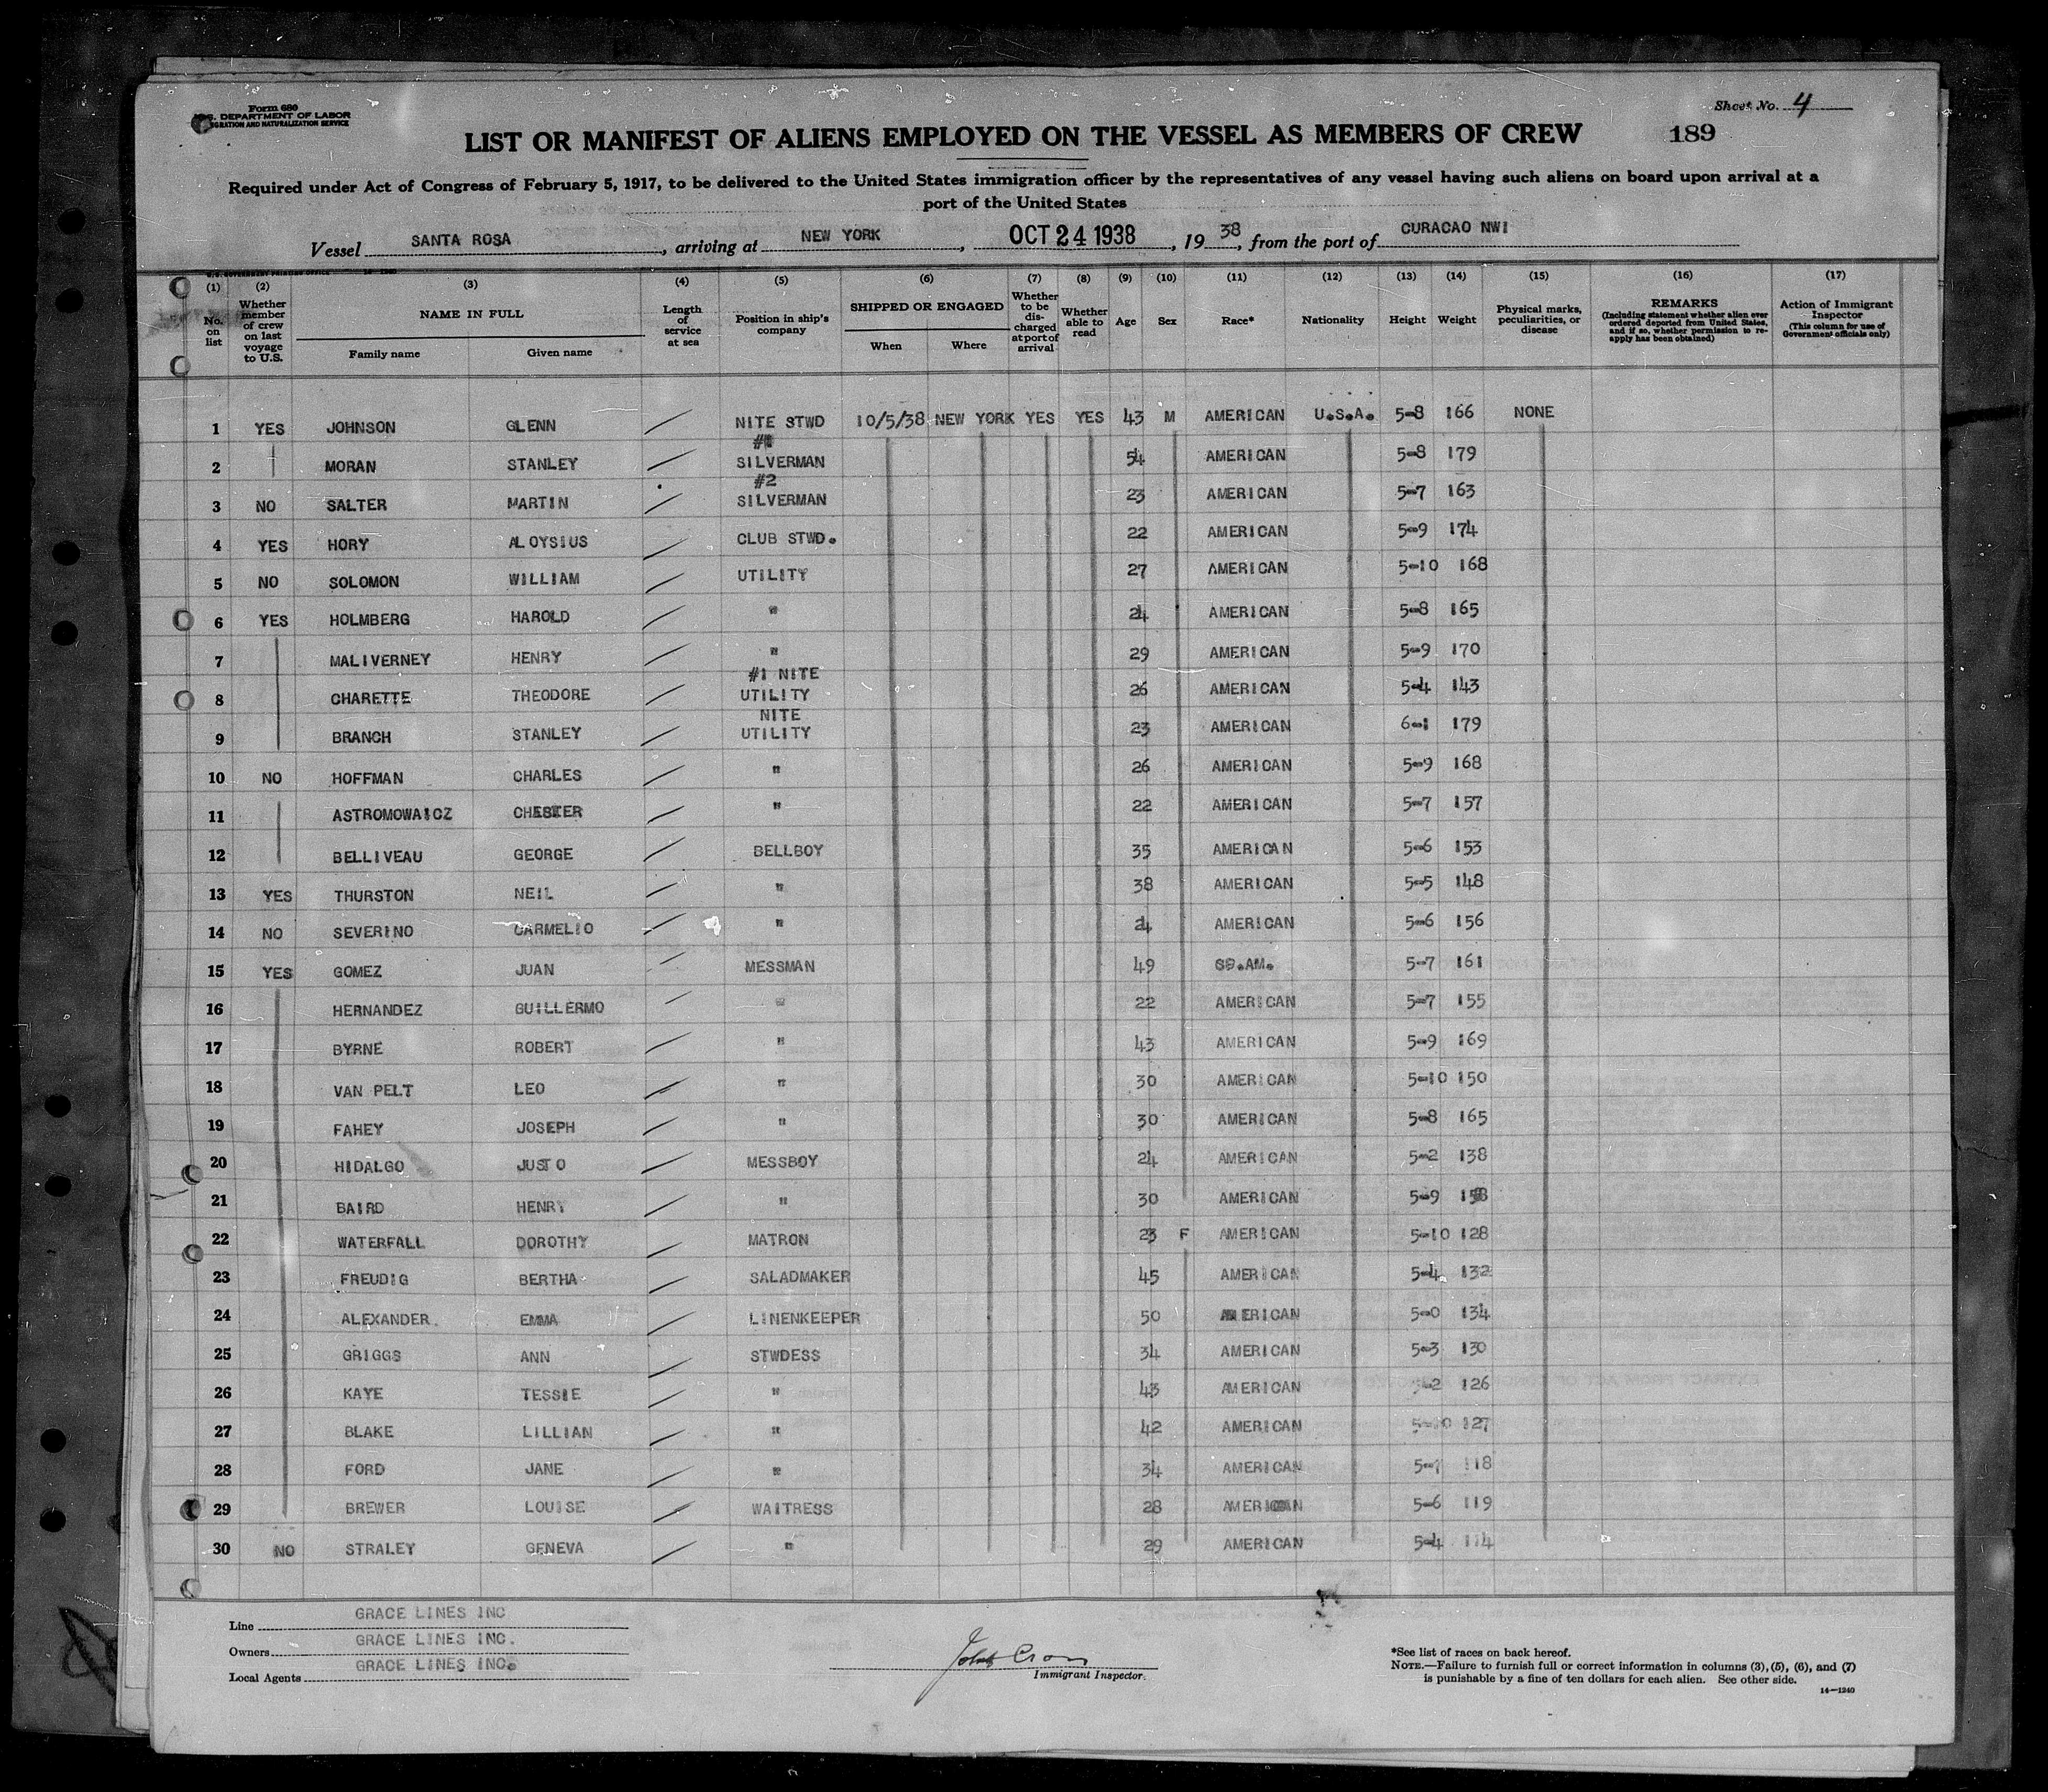 Form 680
U.S. DEPARTMENT OF LABOR
IMMIGRATION AND NATURALIZATION SERVICE
Sheet No. 4
LIST OR MANIFEST OF ALIENS EMPLOYED ON THE VESSEL AS MEMBERS OF CREW 189
Required under Act of Congress of February 5, 1917, to be delivered to the United States immigration officer by the representatives of any vessel having such aliens on board upon arrival at a
port of the United States
Vessel SANTA ROSA, arriving at NEW YORK, OCT 24 1938, 19 38, from the port of CURACAO NWI
(1) (2) (3) (4) (5) (6) (7) (8) (9) (10) (11) (12) (13) (14) (15) (16) (17)
No. on list
Whether member of crew on last voyage to U.S.
NAME IN FULL
Family name Given name
Length of service at sea
Position in ship's company
SHIPPED OR ENGAGED
When Where
Whether to be discharged at port of arrival
Whether able to read
Age
Sex
Race*
Nationality
Height
Weight
Physical marks, peculiarities, or disease
REMARKS
(Including statement whether alien ever ordered deported from United States, and if so, whether permission to reapply has been obtained)
Action of Immigrant Inspector
(This column for use of Government officials only)
1 YES JOHNSON GLENN NITE STWD 10/5/38 NEW YORK YES YES 43 M AMERICAN U.S.A. 5-8 166 NONE
2 MORAN STANLEY #1 SILVERMAN 54 AMERICAN 5-8 179
3 NO SALTER MARTIN #2 SILVERMAN 23 AMERICAN 5-7 163
4 YES HORY ALOYSIUS CLUB STWD. 22 AMERICAN 5-9 174
5 NO SOLOMON WILLIAM UTILITY 27 AMERICAN 5-10 168
6 YES HOLMBERG HAROLD " 24 AMERICAN 5-8 165
7 MALIVERNEY HENRY " 29 AMERICAN 5-9 170
8 CHARETTE THEODORE #1 NITE UTILITY 26 AMERICAN 5-4 143
9 BRANCH STANLEY NITE UTILITY 23 AMERICAN 6-1 179
10 NO HOFFMAN CHARLES " 26 AMERICAN 5-9 168
11 ASTROMOWAICZ CHESTER " 22 AMERICAN 5-7 157
12 BELLIVEAU GEORGE BELLBOY 35 AMERICAN 5-6 153
13 YES THURSTON NEIL " 38 AMERICAN 5-5 148
14 NO SEVERINO CARMELIO " 24 AMERICAN 5-6 156
15 YES GOMEZ JUAN MESSMAN 49 SO.AM. 5-7 161
16 HERNANDEZ GUILLERMO " 22 AMERICAN 5-7 155
17 BYRNE ROBERT " 43 AMERICAN 5-9 169
18 VAN PELT LEO " 30 AMERICAN 5-10 150
19 FAHEY JOSEPH " 30 AMERICAN 5-8 165
20 HIDALGO JUSTO MESSBOY 24 AMERICAN 5-2 138
21 BAIRD HENRY " 30 AMERICAN 5-9
22 WATERFALL DOROTHY MATRON 23 F AMERICAN 5-10 128
23 FREUDIG BERTHA SALADMAKER 45 AMERICAN 5-4 132
24 ALEXANDER EMMA LINENKEEPER 50 AMERICAN 5-0 134
25 GRIGGS ANN STWDESS 34 AMERICAN 5-3 130
26 KAYE TESSIE " 43 AMERICAN 5-2 126
27 BLAKE LILLIAN " 42 AMERICAN 5-10 127
28 FORD JANE " 34 AMERICAN 118
29 BREWER LOUISE WAITRESS 28 AMERICAN 5-6 119
30 NO STRALEY GENEVA " 29 AMERICAN 5-4 114
Line GRACE LINES INC
Owners GRACE LINES INC.
Local Agents GRACE LINES INC.
Immigrant Inspector.
*See list of races on back hereof.
NOTE.—Failure to furnish full or correct information in columns (3), (5), (6), and (7)
is punishable by a fine of ten dollars for each alien. See other side.
14—1240